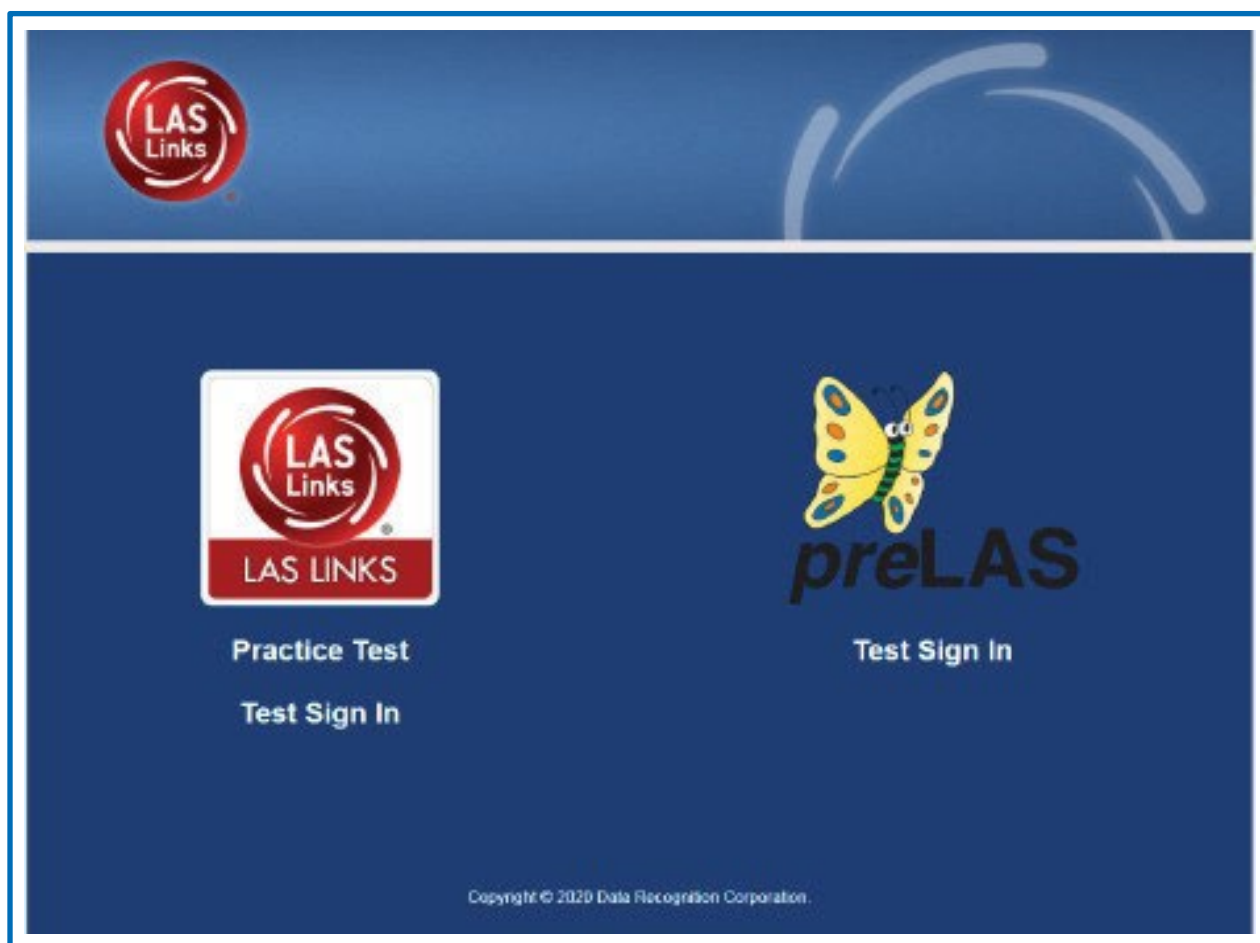 LAS
Links
LAS
Links
®
LAS LINKS
preLAS
Practice Test
Test Sign In
Test Sign In
Copyright © 2020 Data Recognition Corporation.